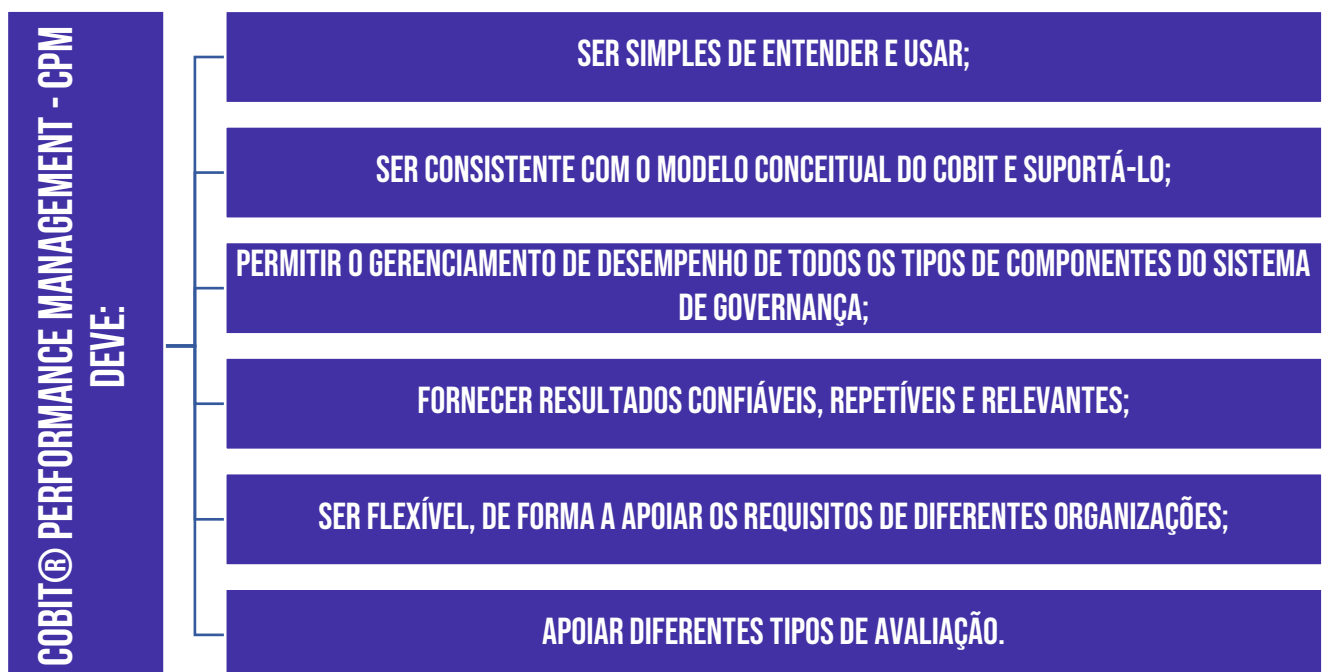 COBIT® PERFORMANCE MANAGEMENT - CPM
DEVE:
SER SIMPLES DE ENTENDER E USAR;
SER CONSISTENTE COM O MODELO CONCEITUAL DO COBIT E SUPORTÁ-LO;
PERMITIR O GERENCIAMENTO DE DESEMPENHO DE TODOS OS TIPOS DE COMPONENTES DO SISTEMA
DE GOVERNANÇA;
FORNECER RESULTADOS CONFIÁVEIS, REPETÍVEIS E RELEVANTES;
SER FLEXÍVEL, DE FORMA A APOIAR OS REQUISITOS DE DIFERENTES ORGANIZAÇÕES;
APOIAR DIFERENTES TIPOS DE AVALIAÇÃO.